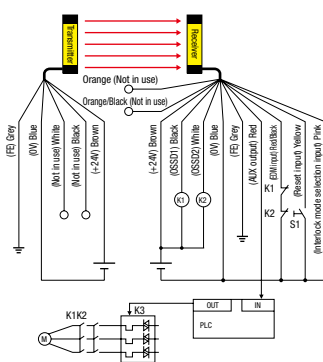 Transmitter
Receiver
Orange (Not in use)
Orange/Black (Not in use)
(FE) Grey
(0V) Blue
(Not in use) White
(Not in use) Black
(+24V) Brown
(+24V) Brown
(OSSD1) Black
(OSSD2) White
(0V) Blue
(FE) Grey
(AUX output) Red
(EDM input) Red/Black
(Reset input) Yellow
(Interlock mode selection input) Pink
K1
K2
K1
K2
S1
K1K2
K3
M
OUT
IN
PLC